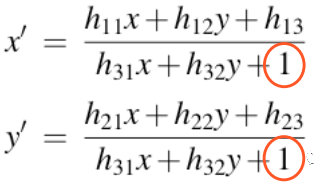 x′ = (h₁₁x + h₁₂y + h₁₃) / (h₃₁x + h₃₂y + 1)
y′ = (h₂₁x + h₂₂y + h₂₃) / (h₃₁x + h₃₂y + 1)